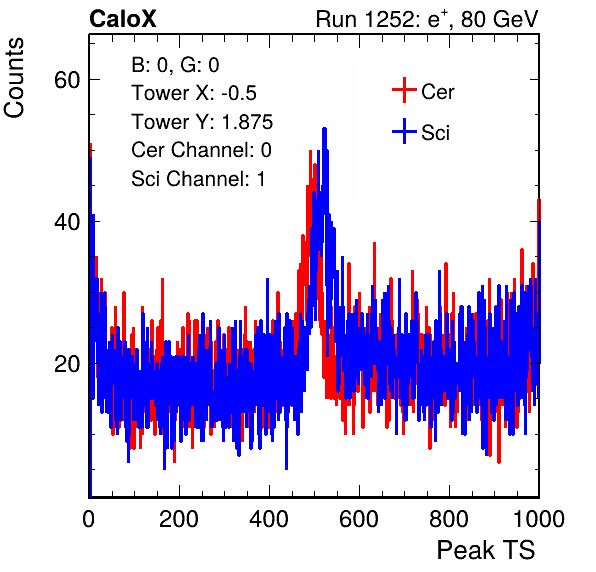 CaloX Run 1252: e⁺, 80 GeV
Counts
B: 0, G: 0
Tower X: -0.5
Tower Y: 1.875
Cer Channel: 0
Sci Channel: 1
Cer
Sci
60
40
20
0 200 400 600 800 1000
Peak TS